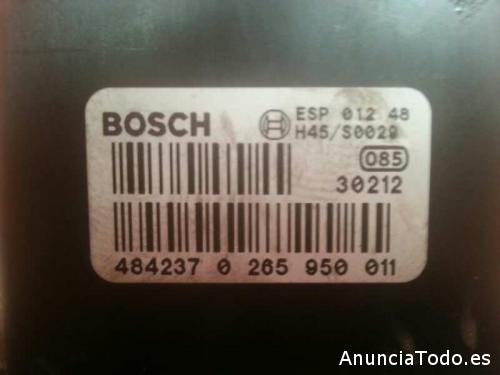 BOSCH
ESP 012 48
H45/S0029
085
30212
484237 0 265 950 011
AnunciaTodo.es